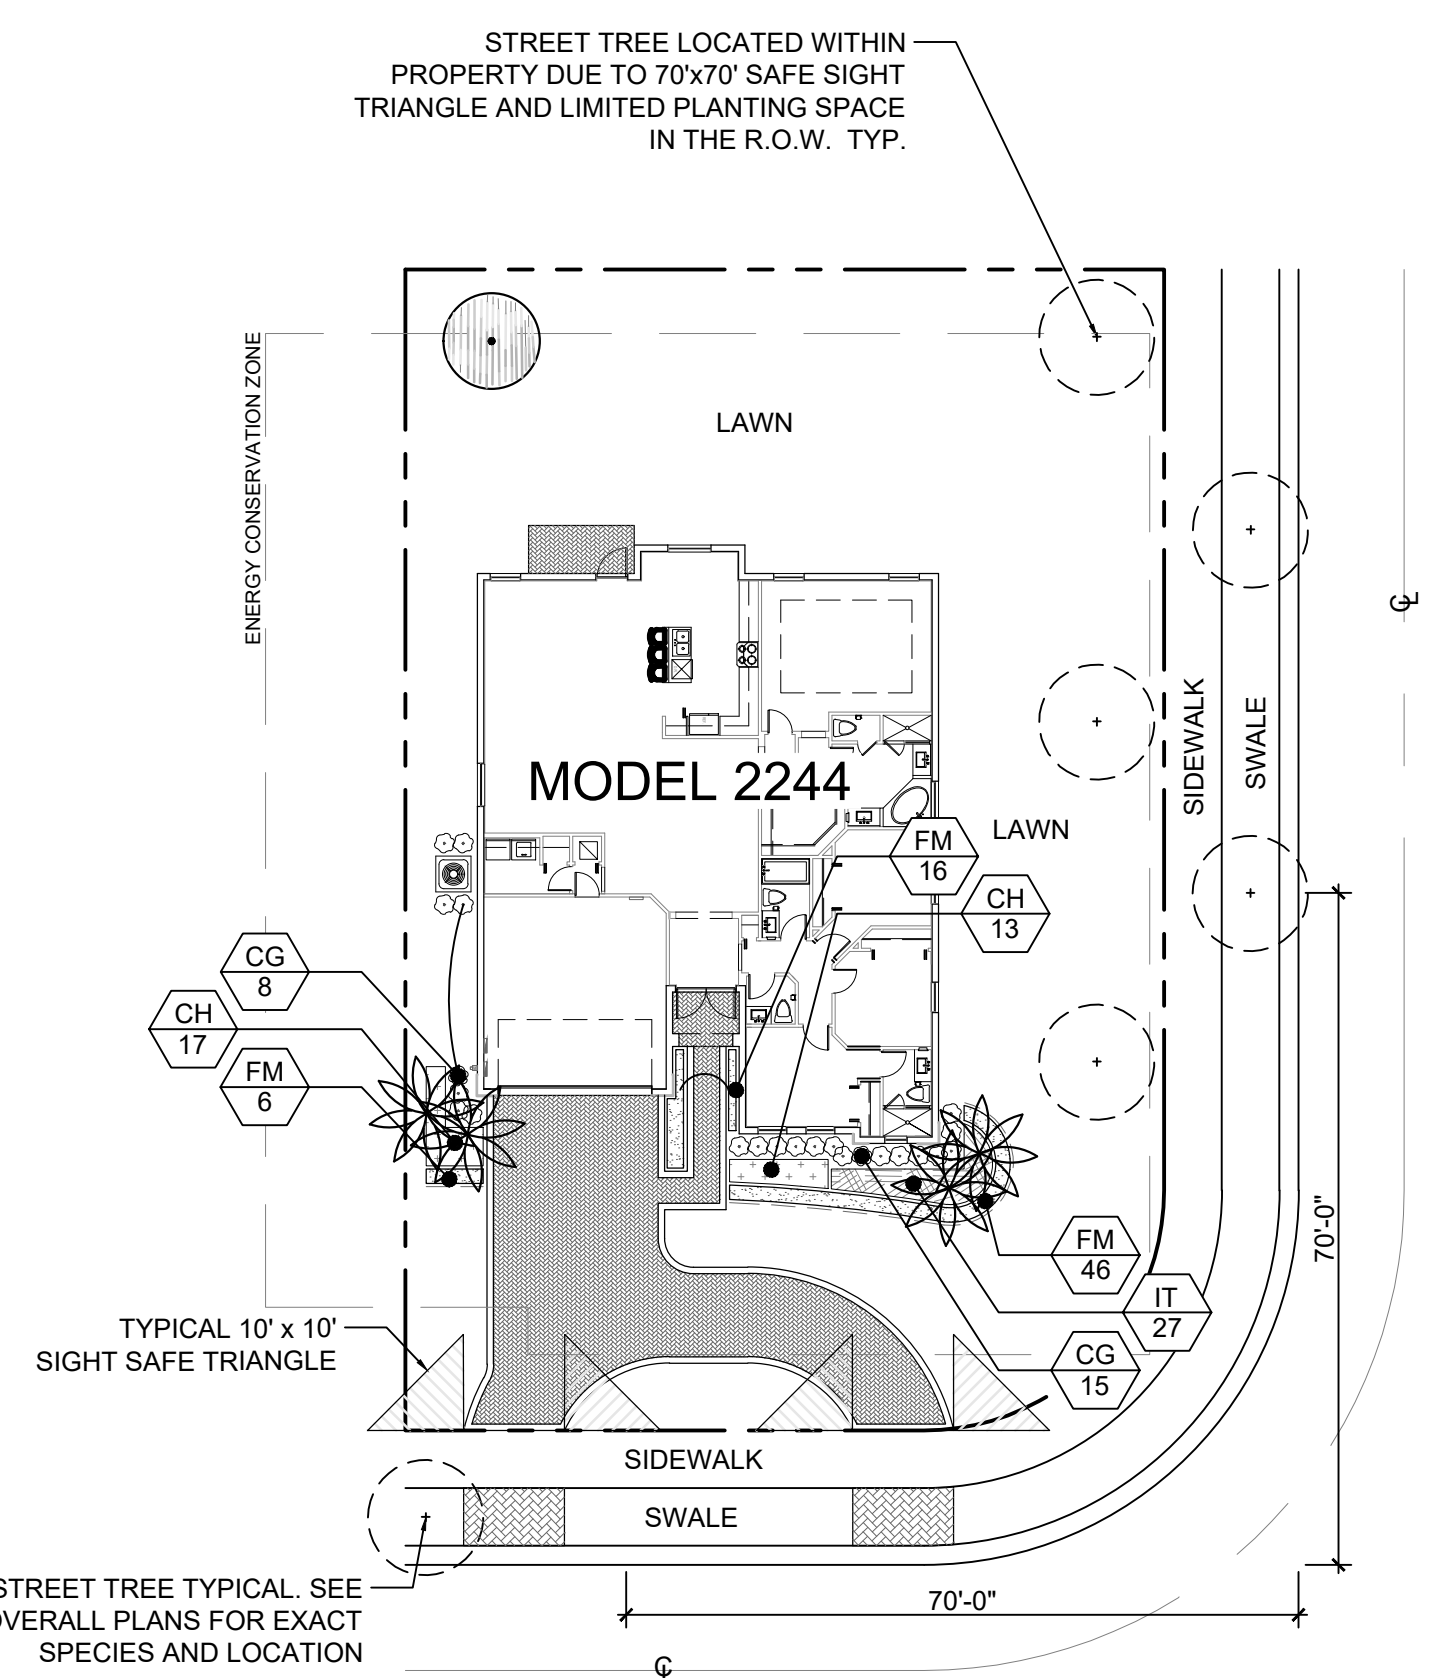 STREET TREE LOCATED WITHIN
PROPERTY DUE TO 70'x70' SAFE SIGHT
TRIANGLE AND LIMITED PLANTING SPACE
IN THE R.O.W. TYP.
ENERGY CONSERVATION ZONE
LAWN
MODEL 2244
LAWN
SIDEWALK
SWALE
CL
FM
16
CH
13
CG
8
CH
17
FM
6
FM
46
IT
27
CG
15
70'-0"
TYPICAL 10' x 10'
SIGHT SAFE TRIANGLE
SIDEWALK
SWALE
STREET TREE TYPICAL. SEE
OVERALL PLANS FOR EXACT
SPECIES AND LOCATION
70'-0"
CL